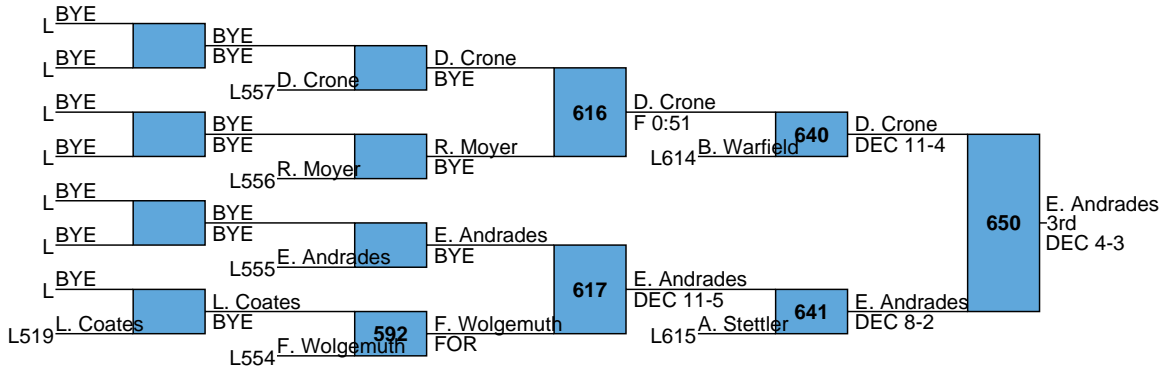 L BYE
BYE
BYE
L BYE
L557 D. Crone
D. Crone
BYE
L BYE
BYE
BYE
L BYE
L556 R. Moyer
R. Moyer
BYE
616
D. Crone
F 0:51
L614 B. Warfield
640
D. Crone
DEC 11-4
L BYE
BYE
BYE
L BYE
L555 E. Andrades
E. Andrades
BYE
L BYE
L519 L. Coates
L. Coates
BYE
L554 F. Wolgemuth
592
F. Wolgemuth
FOR
617
E. Andrades
DEC 11-5
L615 A. Stettler
641
E. Andrades
DEC 8-2
650
E. Andrades
3rd
DEC 4-3